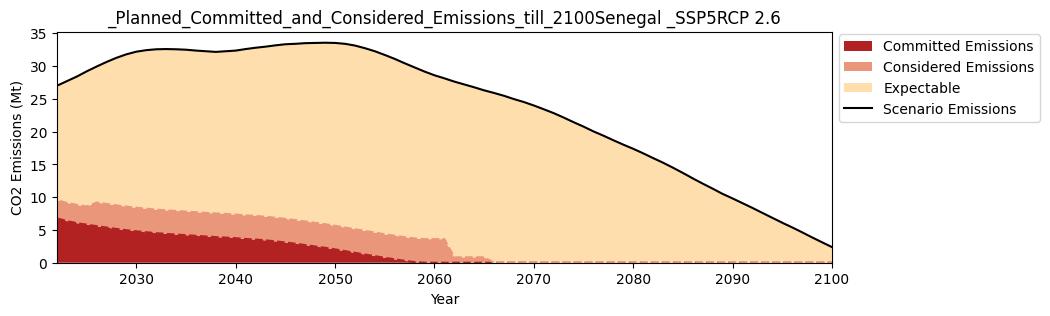 _Planned_Committed_and_Considered_Emissions_till_2100Senegal _SSP5RCP 2.6
35
30
25
20
15
10
5
0
CO2 Emissions (Mt)
2030 2040 2050 2060 2070 2080 2090 2100
Year
Committed Emissions
Considered Emissions
Expectable
Scenario Emissions